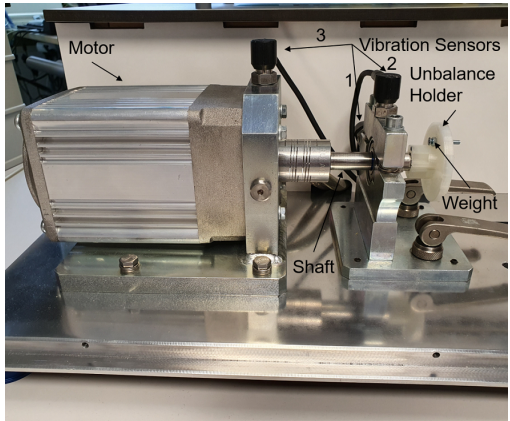 Motor
3
Vibration Sensors
1
2
Unbalance
Holder
Weight
Shaft